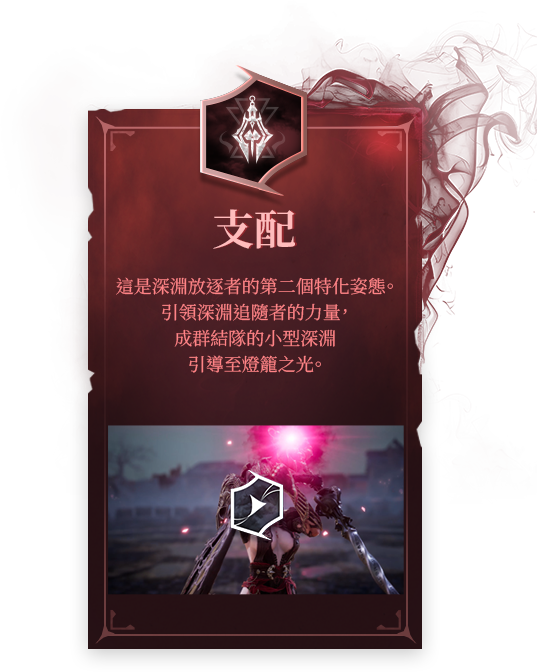 支配
這是深淵放逐者的第二個特化姿態。
引領深淵追隨者的力量，
成群結隊的小型深淵
引導至燈籠之光。